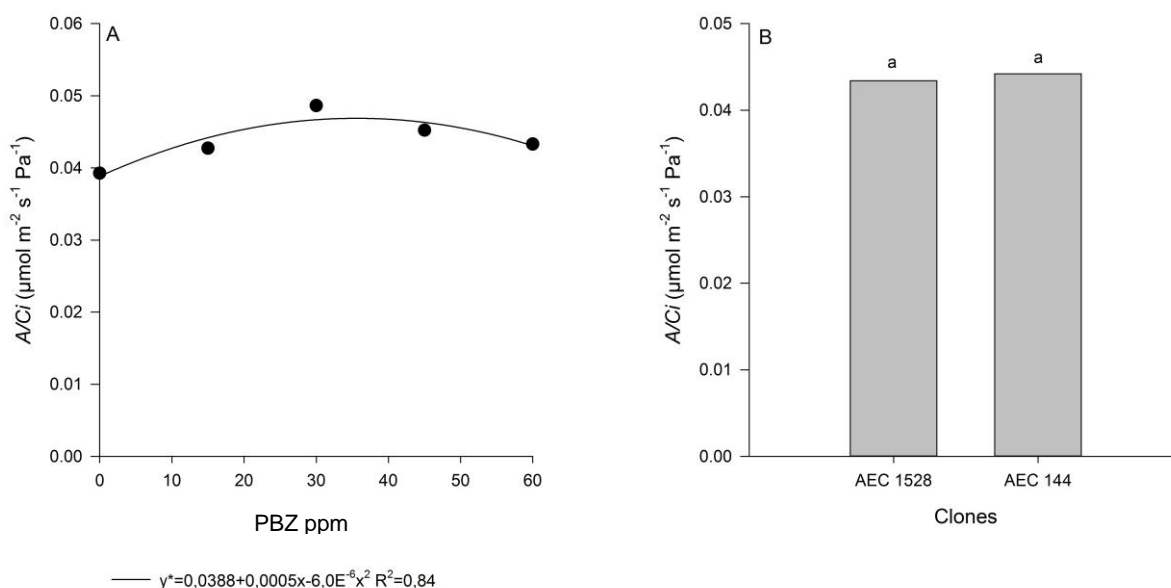 A
0.06
0.05
0.04
0.03
0.02
0.01
0.00
A/Ci (µmol m⁻² s⁻¹ Pa⁻¹)
0 10 20 30 40 50 60
PBZ ppm
y*=0,0388+0,0005x-6,0E⁻⁶x² R²=0,84
B
0.05
0.04
0.03
0.02
0.01
0.00
A/Ci (µmol m⁻² s⁻¹ Pa⁻¹)
a a
AEC 1528 AEC 144
Clones